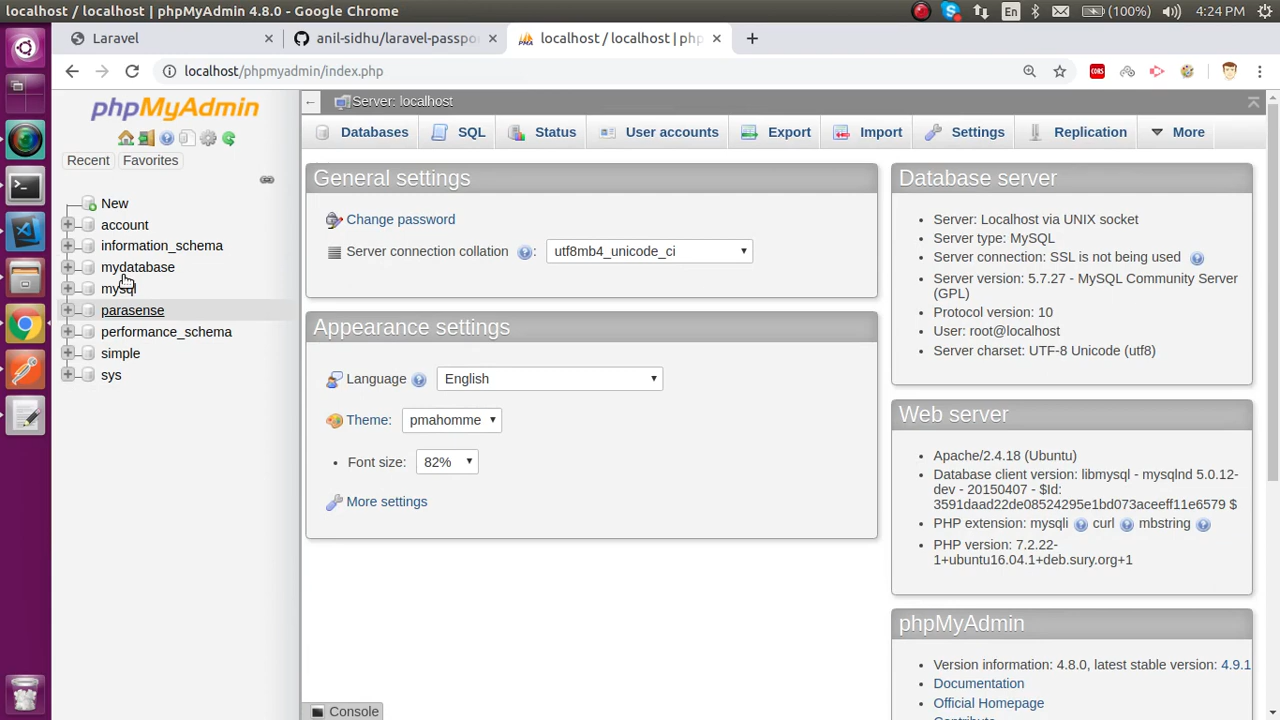 localhost / localhost | phpMyAdmin 4.8.0 - Google Chrome
En
(100%)
4:24 PM
Laravel
anil-sidhu/laravel-passpo
localhost / localhost | php
localhost/phpmyadmin/index.php
CORS
phpMyAdmin
Recent
Favorites
New
account
information_schema
mydatabase
mysql
parasense
performance_schema
simple
sys
Server: localhost
Databases
SQL
Status
User accounts
Export
Import
Settings
Replication
More
General settings
Change password
Server connection collation
:
utf8mb4_unicode_ci
Appearance settings
Language
English
Theme:
pmahomme
Font size:
82%
More settings
Database server
Server: Localhost via UNIX socket
Server type: MySQL
Server connection: SSL is not being used
Server version: 5.7.27 - MySQL Community Server
(GPL)
Protocol version: 10
User: root@localhost
Server charset: UTF-8 Unicode (utf8)
Web server
Apache/2.4.18 (Ubuntu)
Database client version: libmysql - mysqlnd 5.0.12-
dev - 20150407 - $Id:
3591daad22de08524295e1bd073aceeff11e6579 $
PHP extension: mysqli curl mbstring
PHP version: 7.2.22-
1+ubuntu16.04.1+deb.sury.org+1
phpMyAdmin
Version information: 4.8.0, latest stable version: 4.9.1
Documentation
Official Homepage
Console